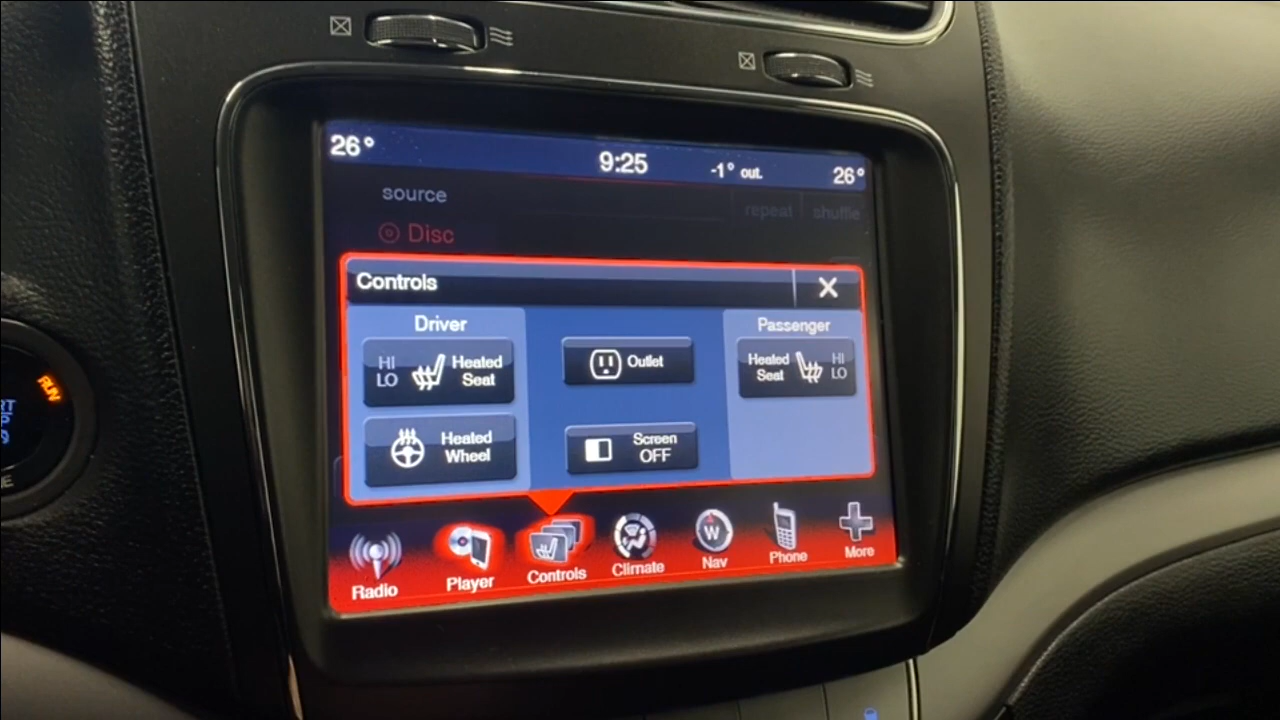 26°
9:25
-1° out.
26°
source
repeat
shuffle
Disc
Controls
X
Driver
Passenger
HI
LO
Heated
Seat
Outlet
Heated
Seat
HI
LO
Heated
Wheel
Screen
OFF
Radio
Player
Controls
Climate
W
Nav
Phone
More
RUN